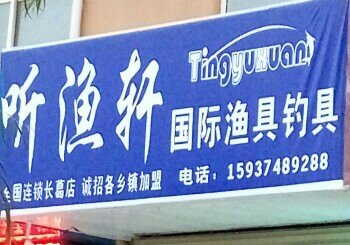 听渔轩
Tingyuxuan
国际渔具钓具
全国连锁长葛店 诚招各乡镇加盟 电话：15937489288